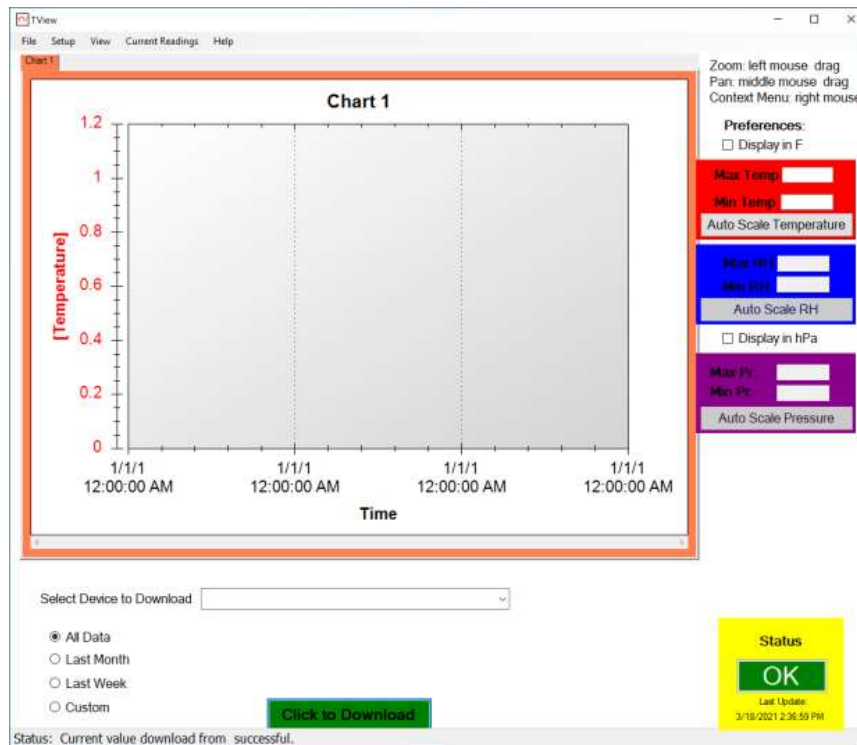 TView
File Setup View Current Readings Help
Chart 1
Zoom: left mouse drag
Pan: middle mouse drag
Context Menu: right mouse
Preferences:
Display in F
Max Temp
Min Temp
Auto Scale Temperature
Max RH
Min RH
Auto Scale RH
Display in hPa
Max Pr.
Min Pr.
Auto Scale Pressure
Chart 1
1.2
1
0.8
0.6
0.4
0.2
0
[Temperature]
1/1/1 1/1/1 1/1/1 1/1/1
12:00:00 AM 12:00:00 AM 12:00:00 AM 12:00:00 AM
Time
Select Device to Download
All Data
Last Month
Last Week
Custom
Click to Download
Status
OK
Last Update:
3/18/2021 2:36:59 PM
Status: Current value download from successful.